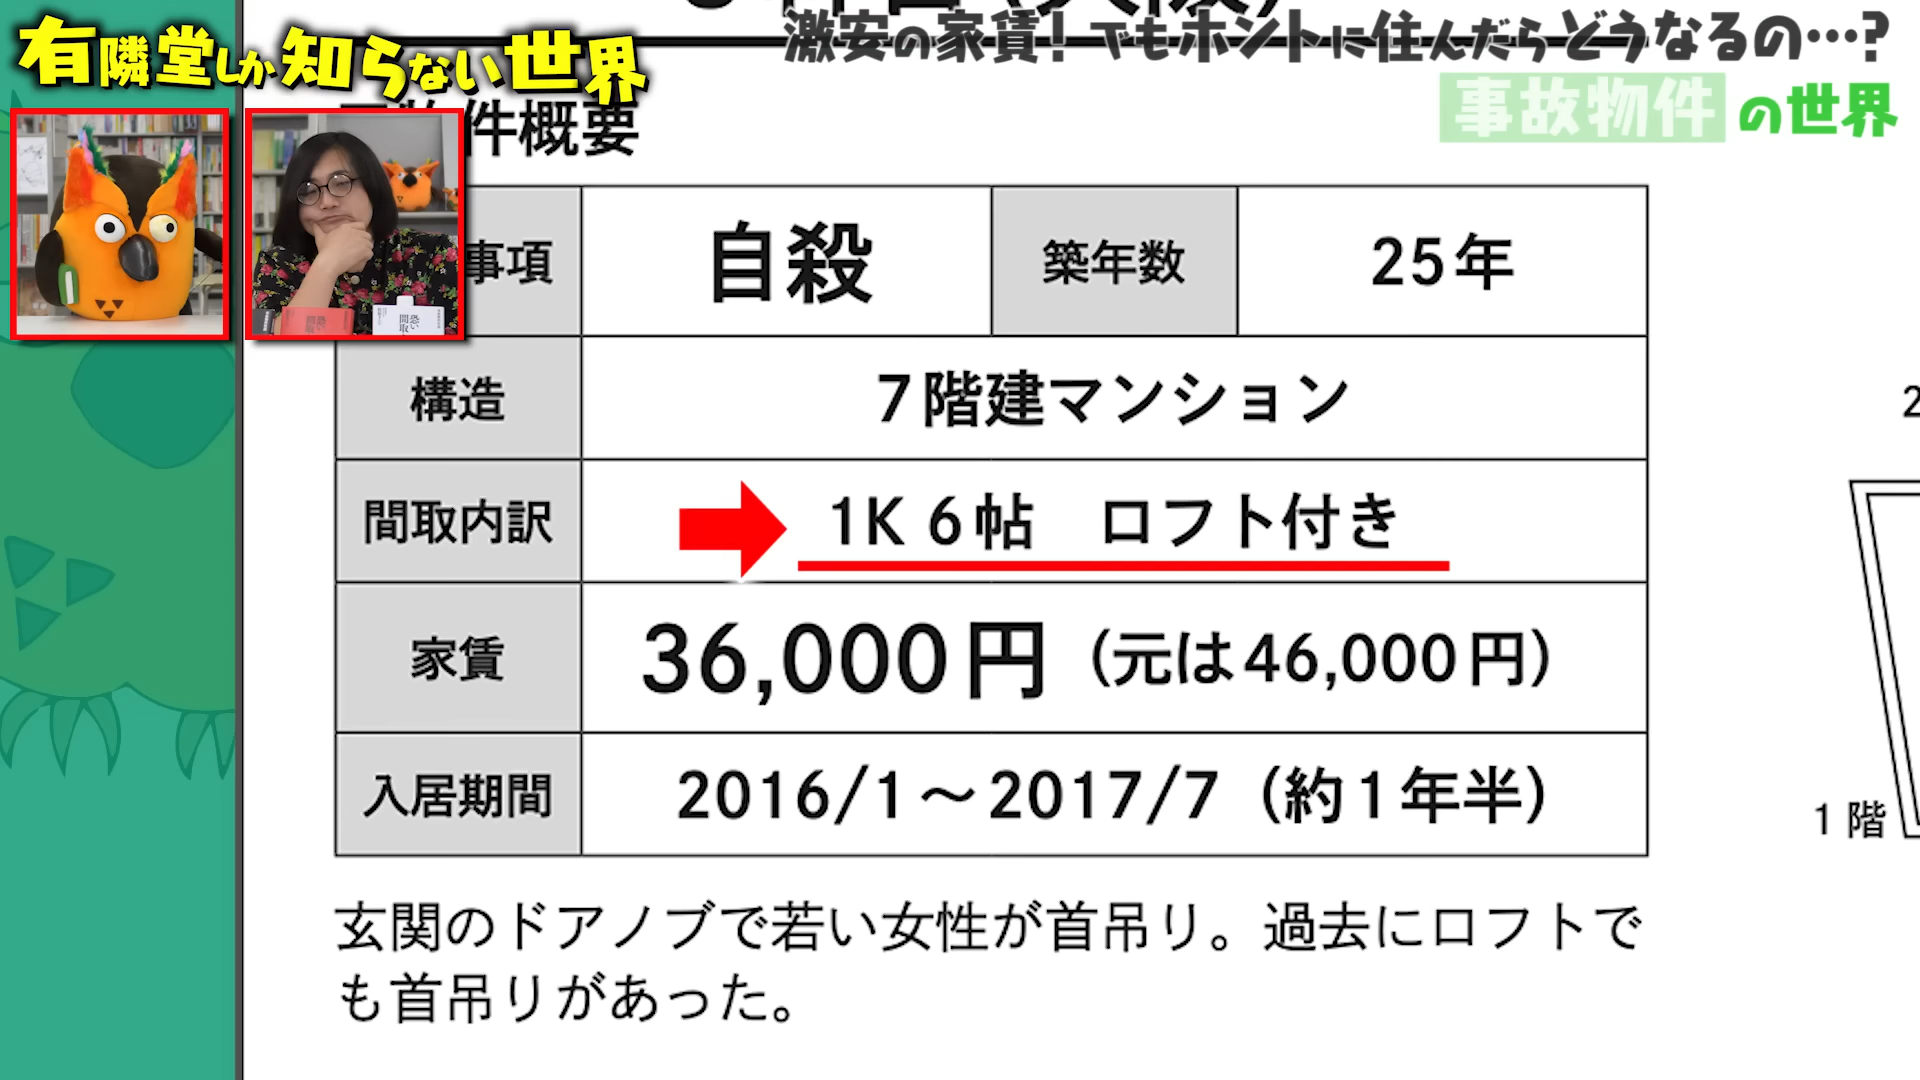 有隣堂しか知らない世界
激安の家賃！でもホントに住んだらどうなるの…？
事故物件の世界
件概要
事項 自殺 築年数 25年
構造 7階建マンション
間取内訳 1K 6帖 ロフト付き
家賃 36,000円（元は46,000円）
入居期間 2016/1～2017/7（約1年半）
玄関のドアノブで若い女性が首吊り。過去にロフトで
も首吊りがあった。
1階
恐い
間取